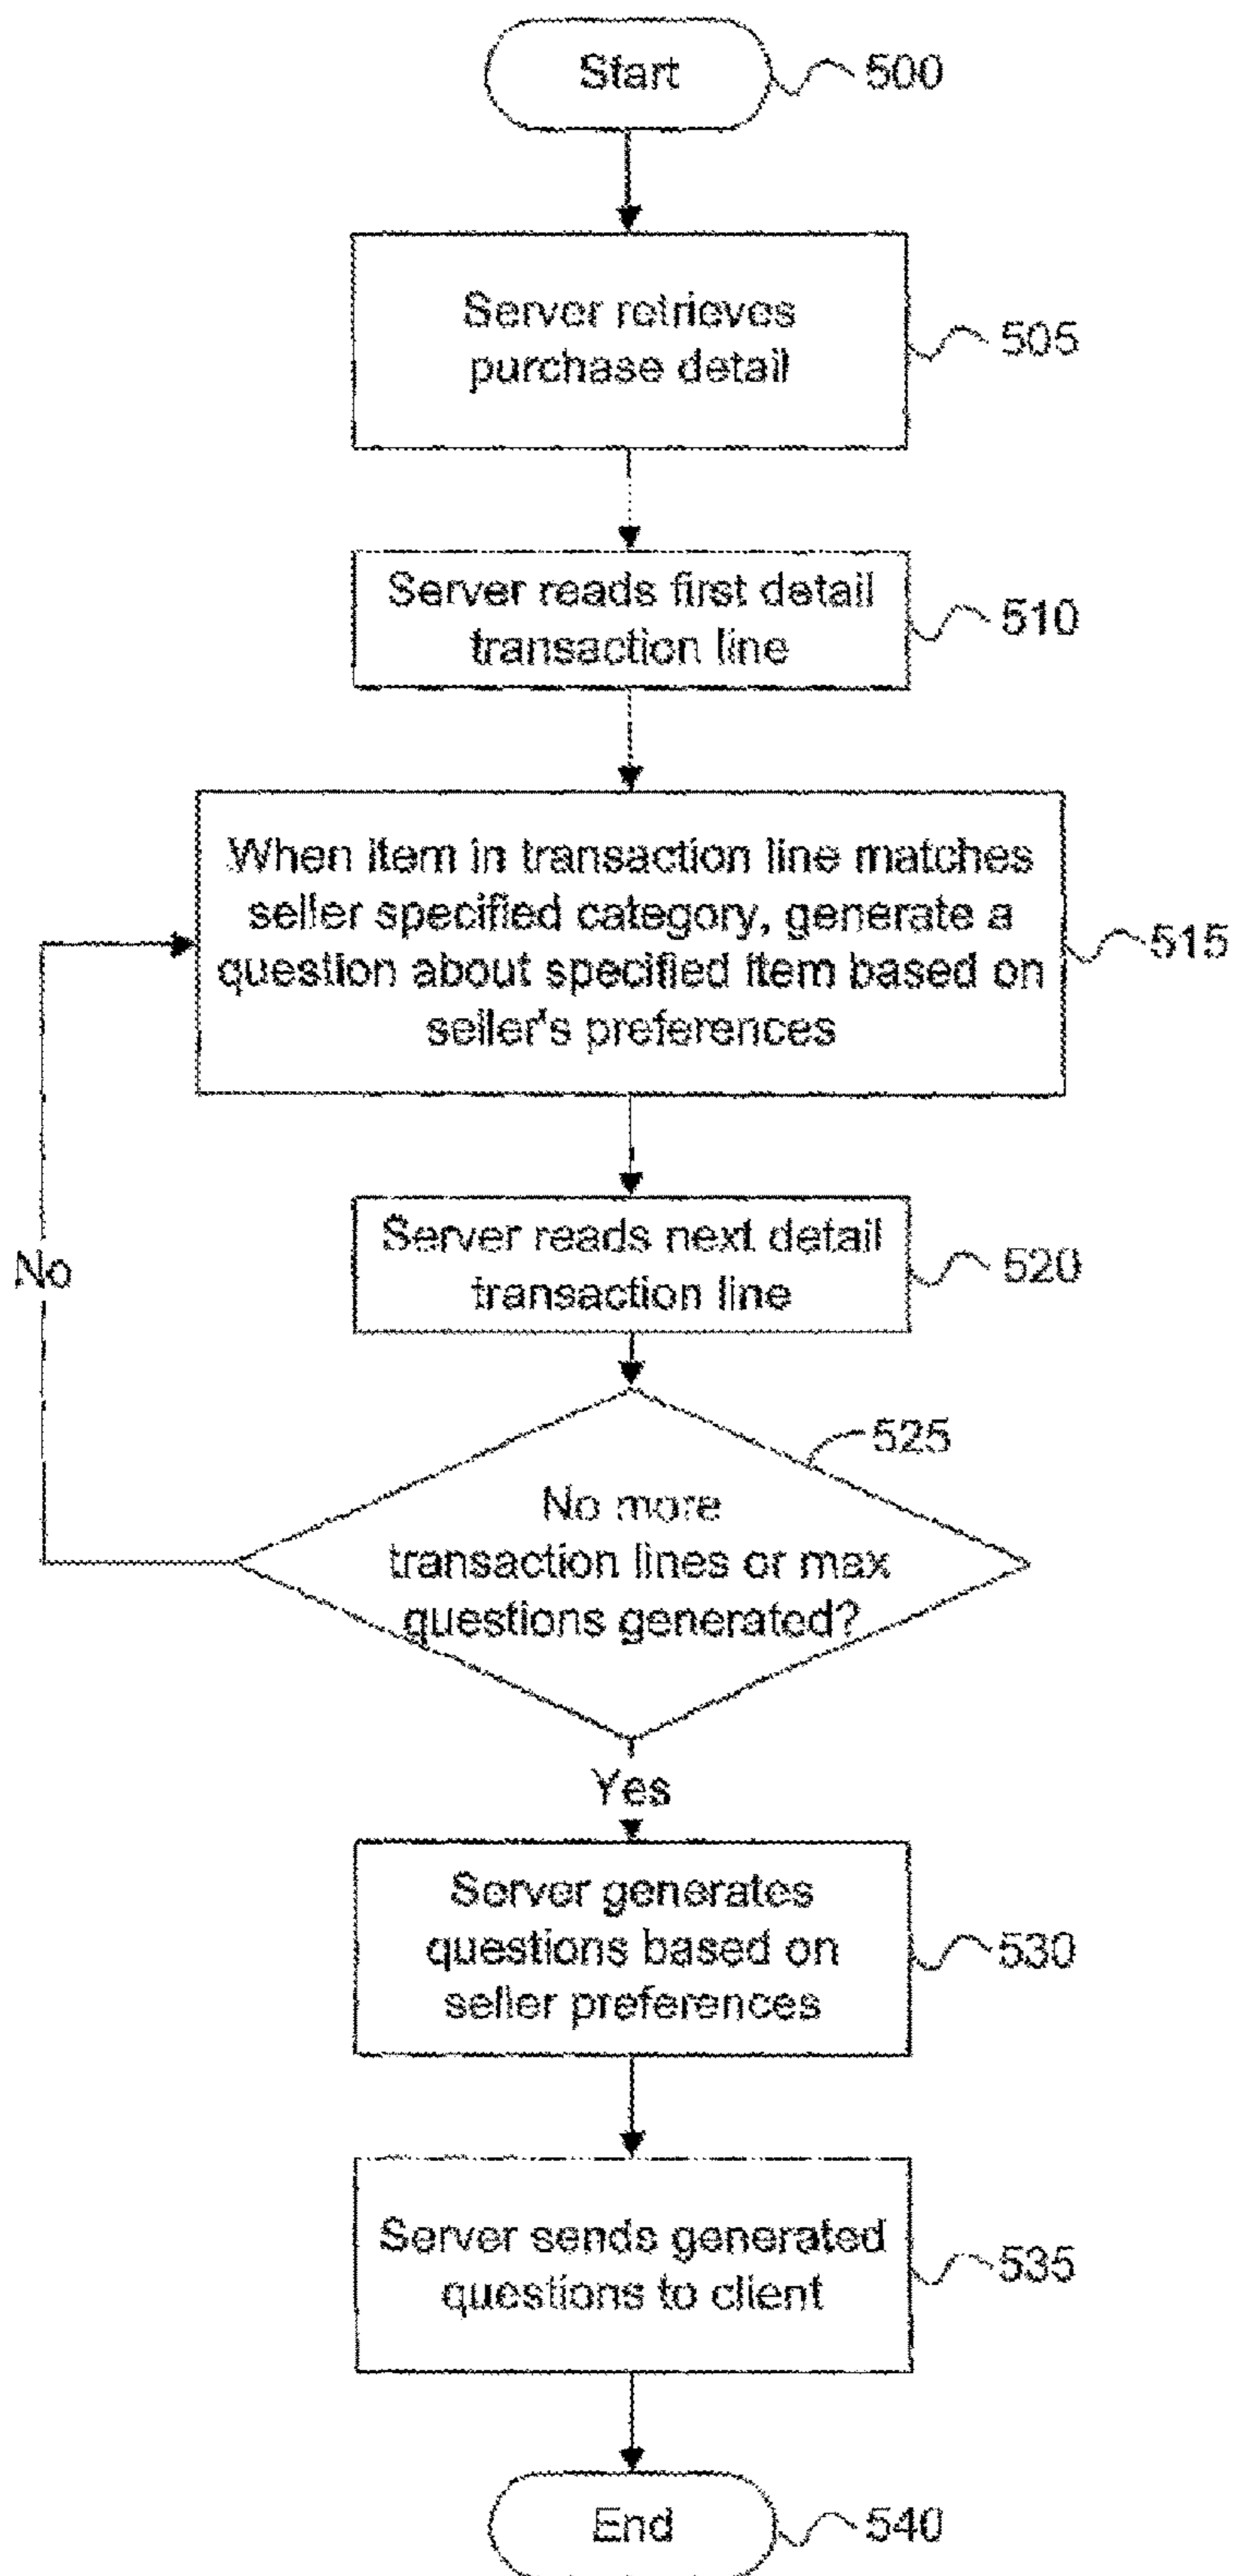 Start
500
Server retrieves
purchase detail
505
Server reads first detail
transaction line
510
When item in transaction line matches
seller specified category, generate a
question about specified item based on
seller's preferences
515
Server reads next detail
transaction line
520
No
525
No more
transaction lines or max
questions generated?
Yes
Server generates
questions based on
seller preferences
530
Server sends generated
questions to client
535
End
540